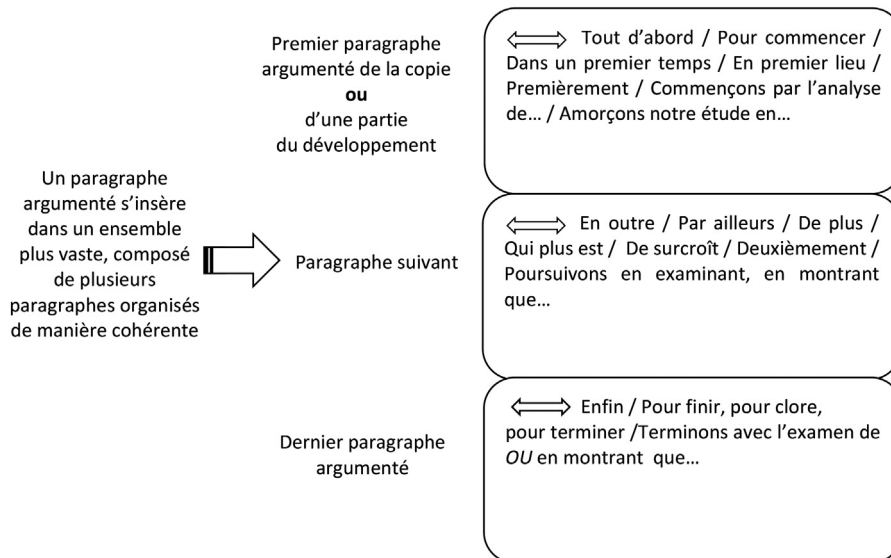 Un paragraphe
argumenté s'insère
dans un ensemble
plus vaste, composé
de plusieurs
paragraphes organisés
de manière cohérente
Premier paragraphe
argumenté de la copie
ou
d'une partie
du développement
Tout d'abord / Pour commencer /
Dans un premier temps / En premier lieu /
Premièrement / Commençons par l'analyse
de… / Amorçons notre étude en…
Paragraphe suivant
En outre / Par ailleurs / De plus /
Qui plus est / De surcroît / Deuxièmement /
Poursuivons en examinant, en montrant
que…
Dernier paragraphe
argumenté
Enfin / Pour finir, pour clore,
pour terminer /Terminons avec l'examen de
OU en montrant que…